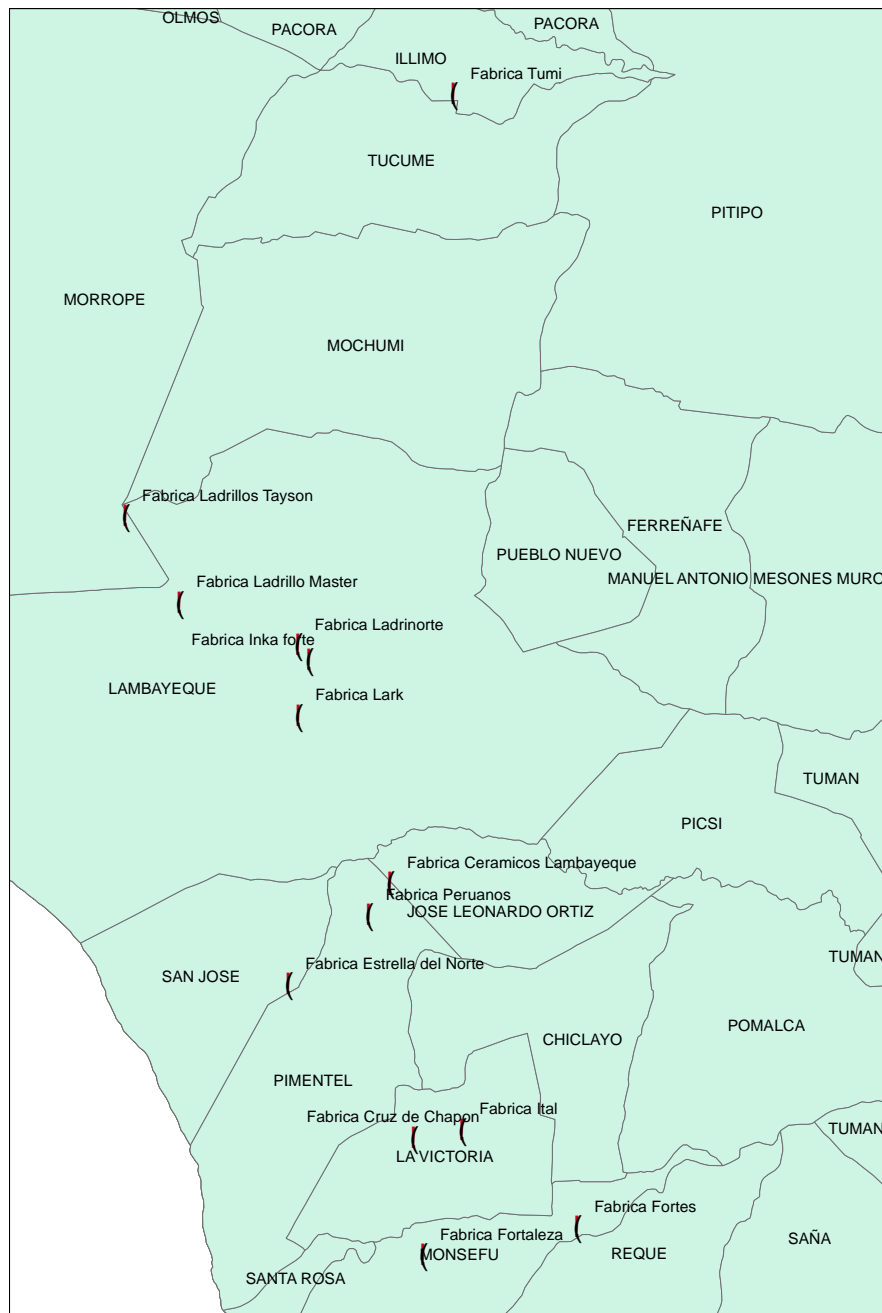 OLMOS
PACORA
PACORA
ILLIMO
Fabrica Tumi
TUCUME
PITIPO
MORROPE
MOCHUMI
Fabrica Ladrillos Tayson
FERREÑAFE
PUEBLO NUEVO
MANUEL ANTONIO MESONES MURO
Fabrica Ladrillo Master
Fabrica Ladrinorte
Fabrica Inka forte
LAMBAYEQUE
Fabrica Lark
TUMAN
PICSI
Fabrica Ceramicos Lambayeque
Fabrica Peruanos
JOSE LEONARDO ORTIZ
TUMAN
Fabrica Estrella del Norte
SAN JOSE
POMALCA
CHICLAYO
PIMENTEL
Fabrica Ital
Fabrica Cruz de Chapon
TUMAN
LA VICTORIA
Fabrica Fortes
Fabrica Fortaleza
SAÑA
MONSEFU
REQUE
SANTA ROSA